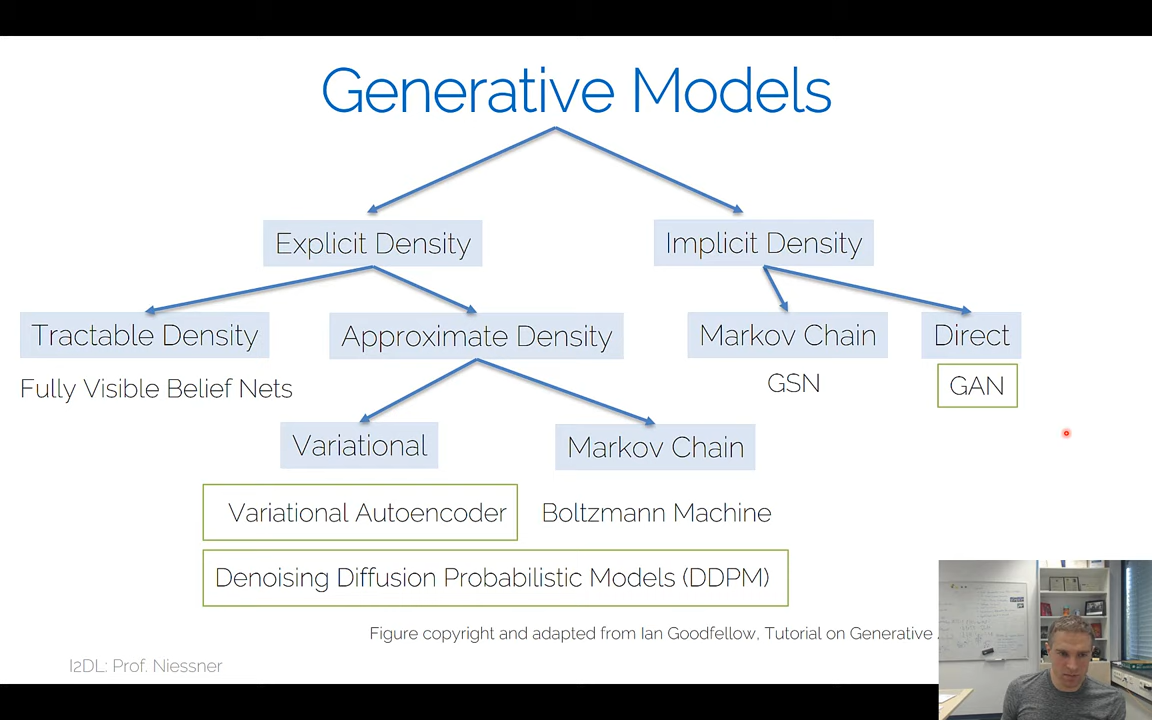 Generative Models
Explicit Density
Implicit Density
Tractable Density
Approximate Density
Markov Chain
Direct
Fully Visible Belief Nets
GSN
GAN
Variational
Markov Chain
Variational Autoencoder
Boltzmann Machine
Denoising Diffusion Probabilistic Models (DDPM)
Figure copyright and adapted from Ian Goodfellow, Tutorial on Generative
I2DL: Prof. Niessner